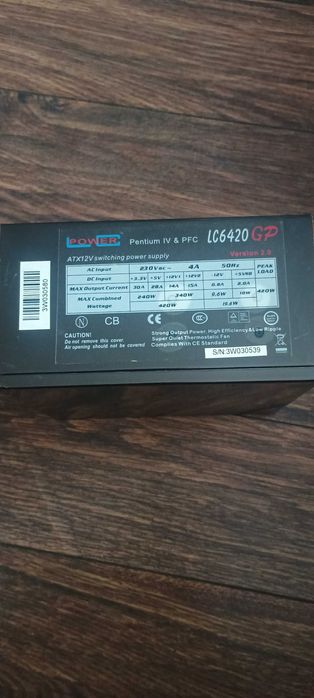 LC POWER
Pentium IV & PFC
LC6420 GP
Version 2.0
ATX12V switching power supply
AC Input 230Vac~ 4A 50Hz PEAK LOAD
DC Input +3.3V +5V +12V1 +12V2 -12V +5VSB
MAX Output Current 30A 28A 14A 15A 0.8A 2.0A 420W
MAX Combined Wattage 240W 340W 9.6W 10W
420W 19.6W
3W030580
CB CE
CAUTION!
Do not remove this cover.
Air opening should not be covered
Strong Output Power, High Efficiency &Low Ripple
Super Quiet Thermostatic Fan
Complies With CE Standard
S/N:3W030539